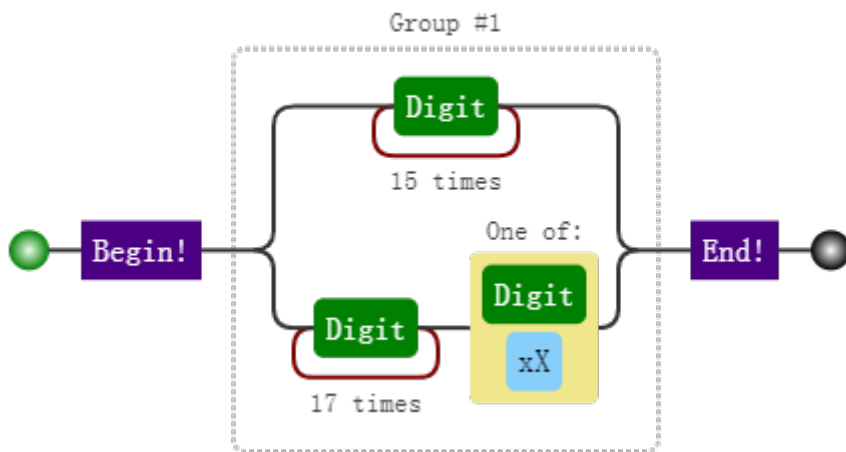 Group #1
Digit
15 times
Begin!
One of:
End!
Digit
Digit
xX
17 times